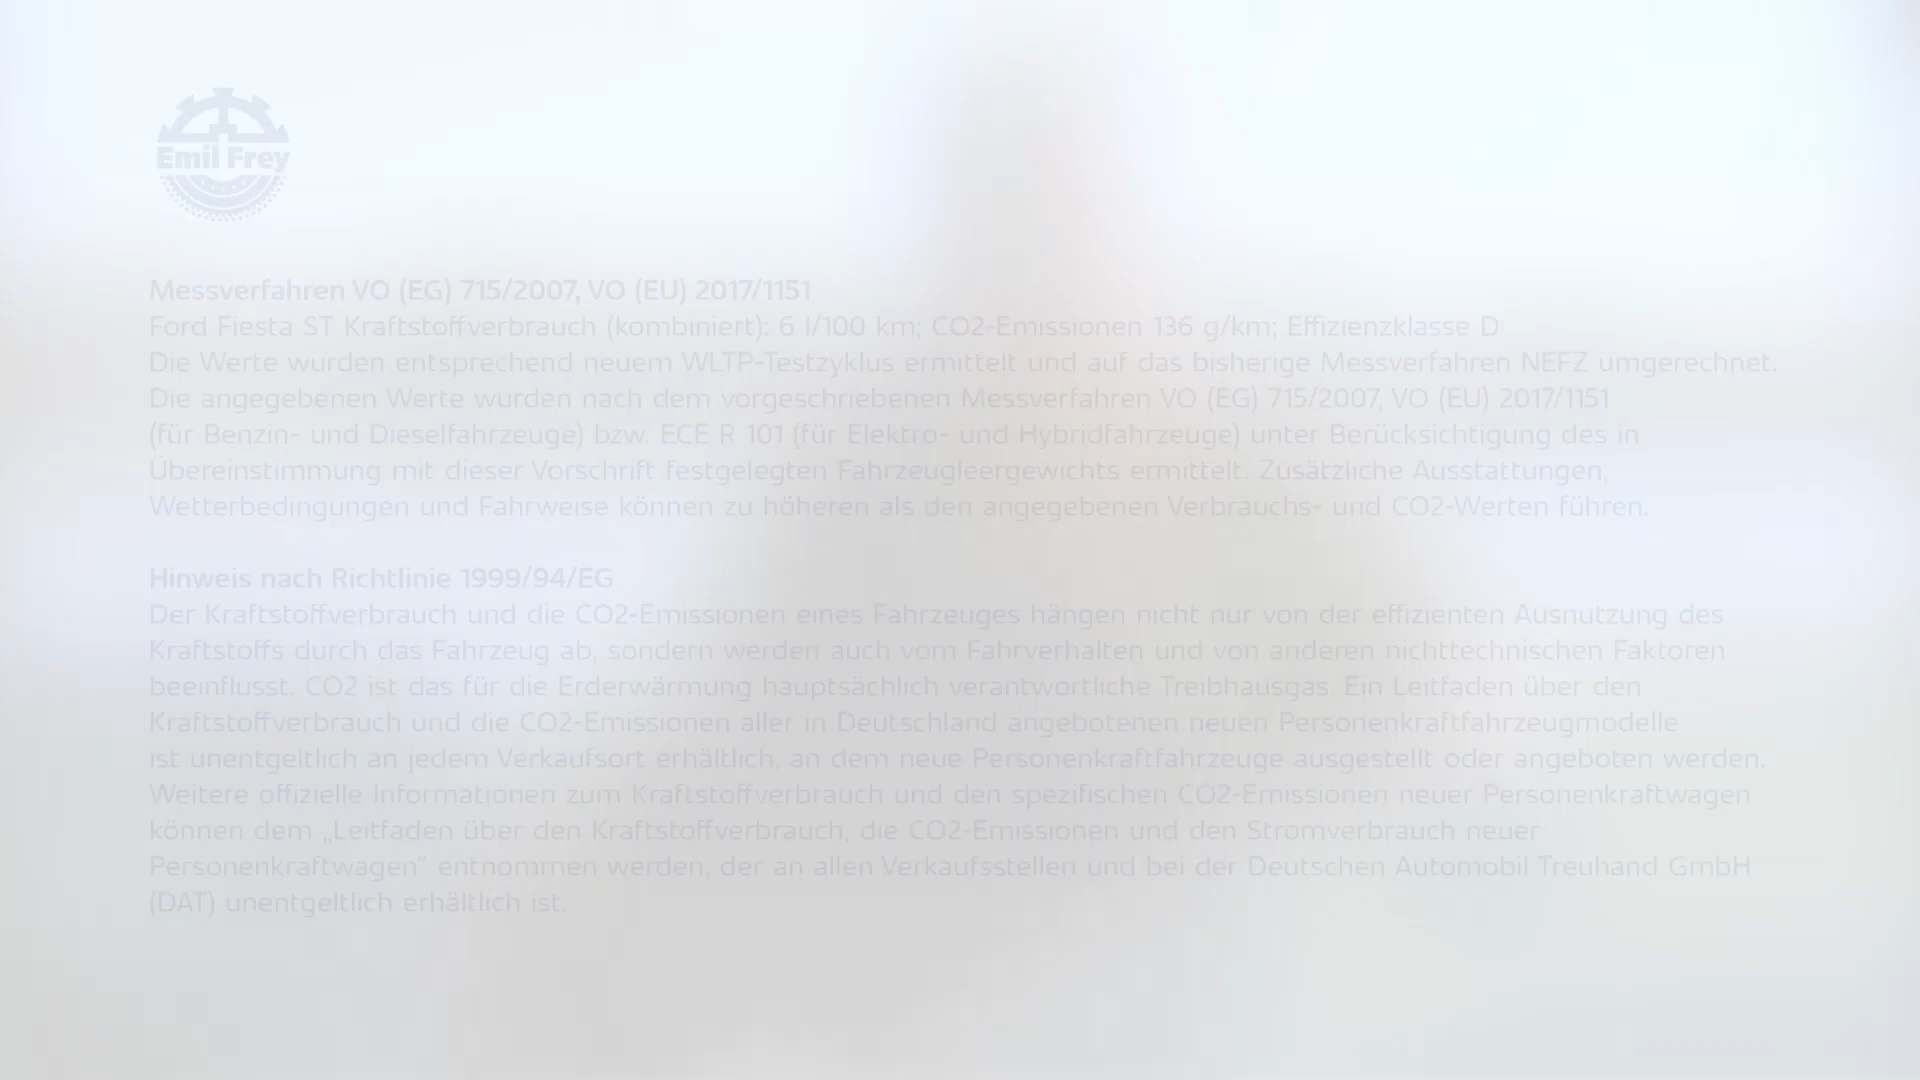 Emil Frey
Messverfahren VO (EG) 715/2007, VO (EU) 2017/1151
Ford Fiesta ST Kraftstoffverbrauch (kombiniert): 6 l/100 km; CO2-Emissionen 136 g/km; Effizienzklasse D
Die Werte wurden entsprechend neuem WLTP-Testzyklus ermittelt und auf das bisherige Messverfahren NEFZ umgerechnet.
Die angegebenen Werte wurden nach dem vorgeschriebenen Messverfahren VO (EG) 715/2007, VO (EU) 2017/1151
(für Benzin- und Dieselfahrzeuge) bzw. ECE R 101 (für Elektro- und Hybridfahrzeuge) unter Berücksichtigung des in
Übereinstimmung mit dieser Vorschrift festgelegten Fahrzeugleergewichts ermittelt. Zusätzliche Ausstattungen,
Wetterbedingungen und Fahrweise können zu höheren als den angegebenen Verbrauchs- und CO2-Werten führen.
Hinweis nach Richtlinie 1999/94/EG
Der Kraftstoffverbrauch und die CO2-Emissionen eines Fahrzeuges hängen nicht nur von der effizienten Ausnutzung des
Kraftstoffs durch das Fahrzeug ab, sondern werden auch vom Fahrverhalten und von anderen nichttechnischen Faktoren
beeinflusst. CO2 ist das für die Erderwärmung hauptsächlich verantwortliche Treibhausgas. Ein Leitfaden über den
Kraftstoffverbrauch und die CO2-Emissionen aller in Deutschland angebotenen neuen Personenkraftfahrzeugmodelle
ist unentgeltlich an jedem Verkaufsort erhältlich, an dem neue Personenkraftfahrzeuge ausgestellt oder angeboten werden.
Weitere offizielle Informationen zum Kraftstoffverbrauch und den spezifischen CO2-Emissionen neuer Personenkraftwagen
können dem „Leitfaden über den Kraftstoffverbrauch, die CO2-Emissionen und den Stromverbrauch neuer
Personenkraftwagen" entnommen werden, der an allen Verkaufsstellen und bei der Deutschen Automobil Treuhand GmbH
(DAT) unentgeltlich erhältlich ist.